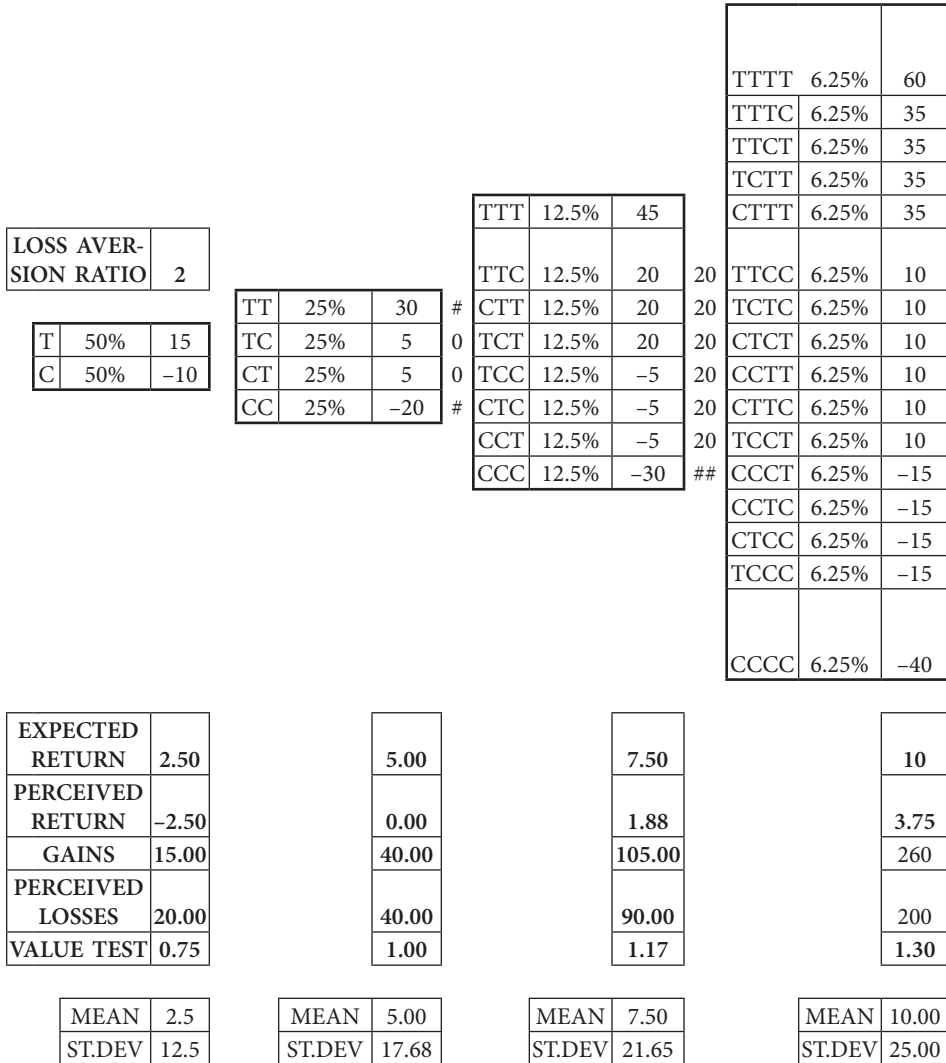 TTTT 6.25% 60
TTTC 6.25% 35
TTCT 6.25% 35
TCTT 6.25% 35
TTT 12.5% 45 CTTT 6.25% 35
LOSS AVER-
SION RATIO 2 TTC 12.5% 20 20 TTCC 6.25% 10
TT 25% 30 # CTT 12.5% 20 20 TCTC 6.25% 10
T 50% 15 TC 25% 5 0 TCT 12.5% 20 20 CTCT 6.25% 10
C 50% –10 CT 25% 5 0 TCC 12.5% –5 20 CCTT 6.25% 10
CC 25% –20 # CTC 12.5% –5 20 CTTC 6.25% 10
CCT 12.5% –5 20 TCCT 6.25% 10
CCC 12.5% –30 ## CCCT 6.25% –15
CCTC 6.25% –15
CTCC 6.25% –15
TCCC 6.25% –15
CCCC 6.25% –40
EXPECTED
RETURN 2.50 5.00 7.50 10
PERCEIVED
RETURN –2.50 0.00 1.88 3.75
GAINS 15.00 40.00 105.00 260
PERCEIVED
LOSSES 20.00 40.00 90.00 200
VALUE TEST 0.75 1.00 1.17 1.30
MEAN 2.5 MEAN 5.00 MEAN 7.50 MEAN 10.00
ST.DEV 12.5 ST.DEV 17.68 ST.DEV 21.65 ST.DEV 25.00